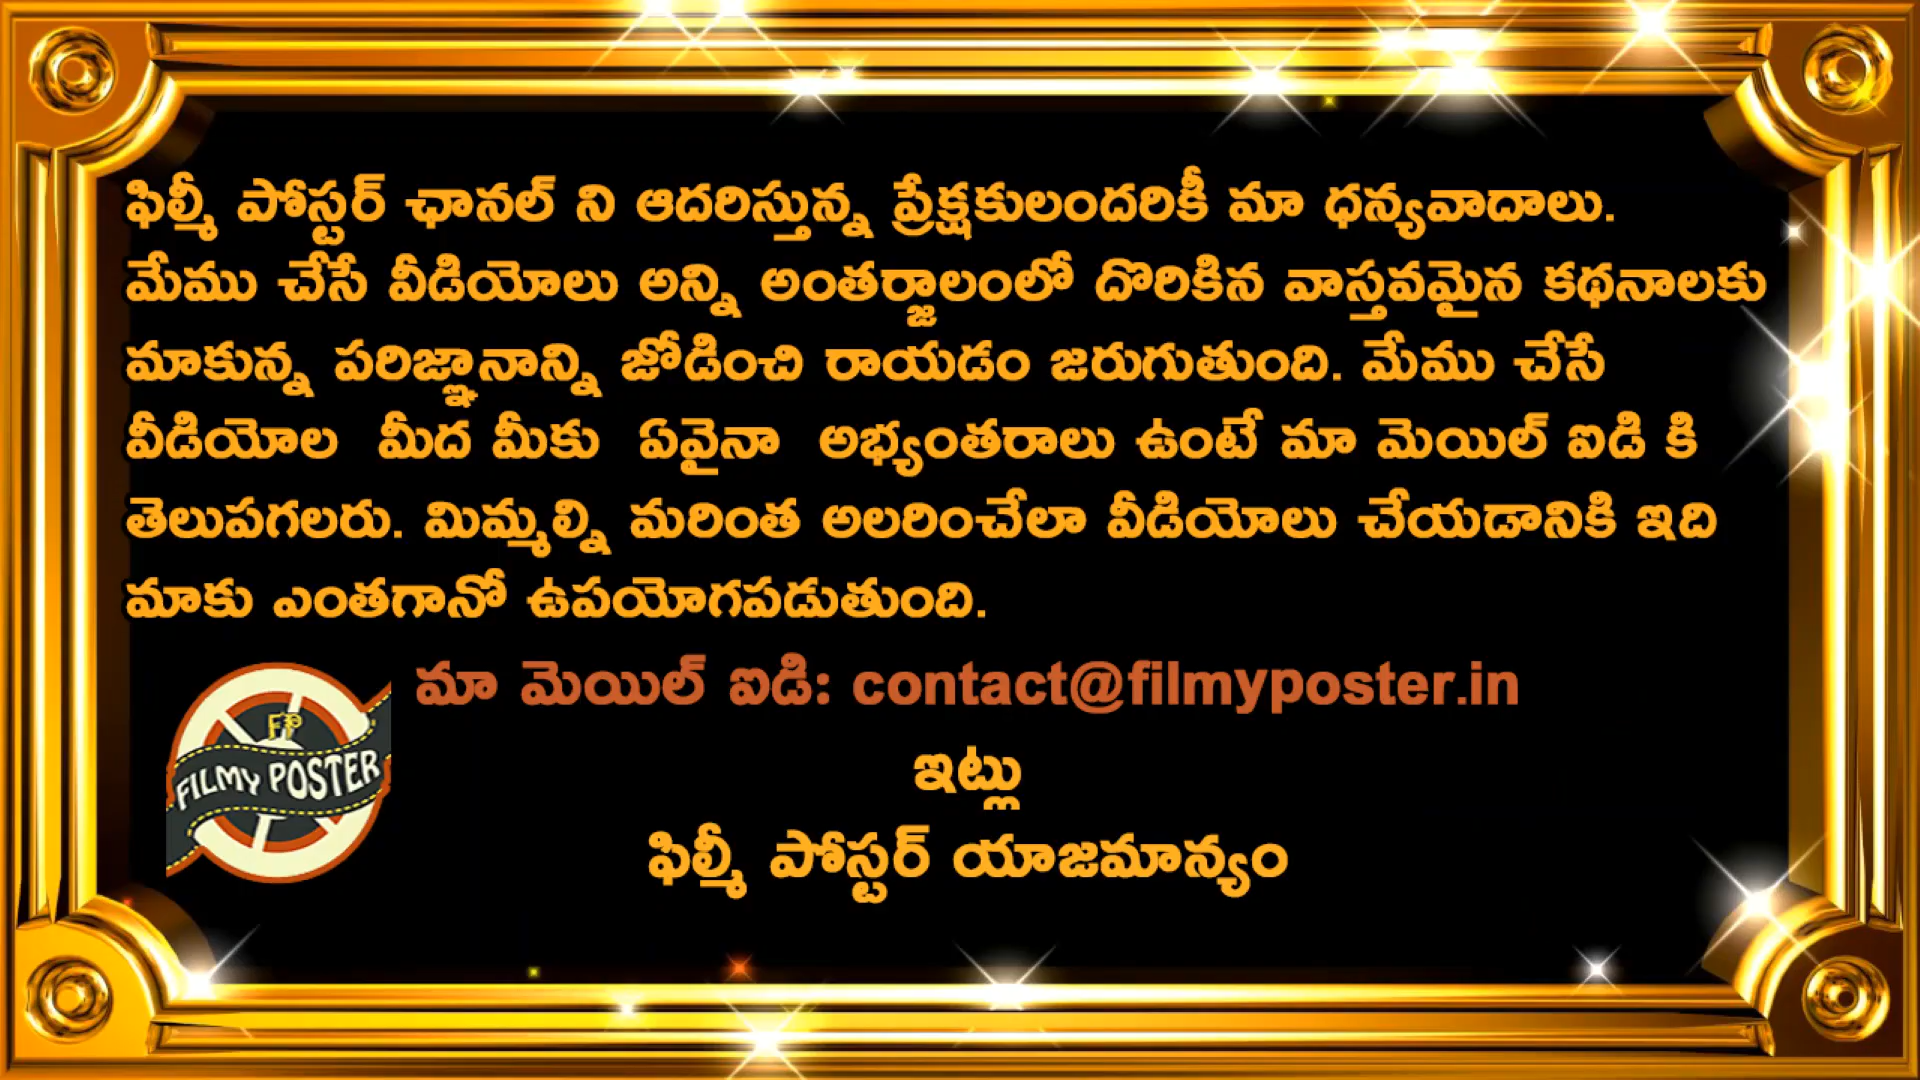 ఫిల్మీ పోస్టర్ ఛానల్ ని ఆదరిస్తున్న ప్రేక్షకులందరికీ మా ధన్యవాదాలు.
మేము చేసే వీడియోలు అన్ని అంతర్జాలంలో దొరికిన వాస్తవమైన కథనాలకు
మాకున్న పరిజ్ఞానాన్ని జోడించి రాయడం జరుగుతుంది. మేము చేసే
వీడియోల మీద మీకు ఏవైనా అభ్యంతరాలు ఉంటే మా మెయిల్ ఐడి కి
తెలుపగలరు. మిమ్మల్ని మరింత అలరించేలా వీడియోలు చేయడానికి ఇది
మాకు ఎంతగానో ఉపయోగపడుతుంది.
మా మెయిల్ ఐడి: contact@filmyposter.in
FP
FILMY POSTER
ఇట్లు
ఫిల్మీ పోస్టర్ యాజమాన్యం